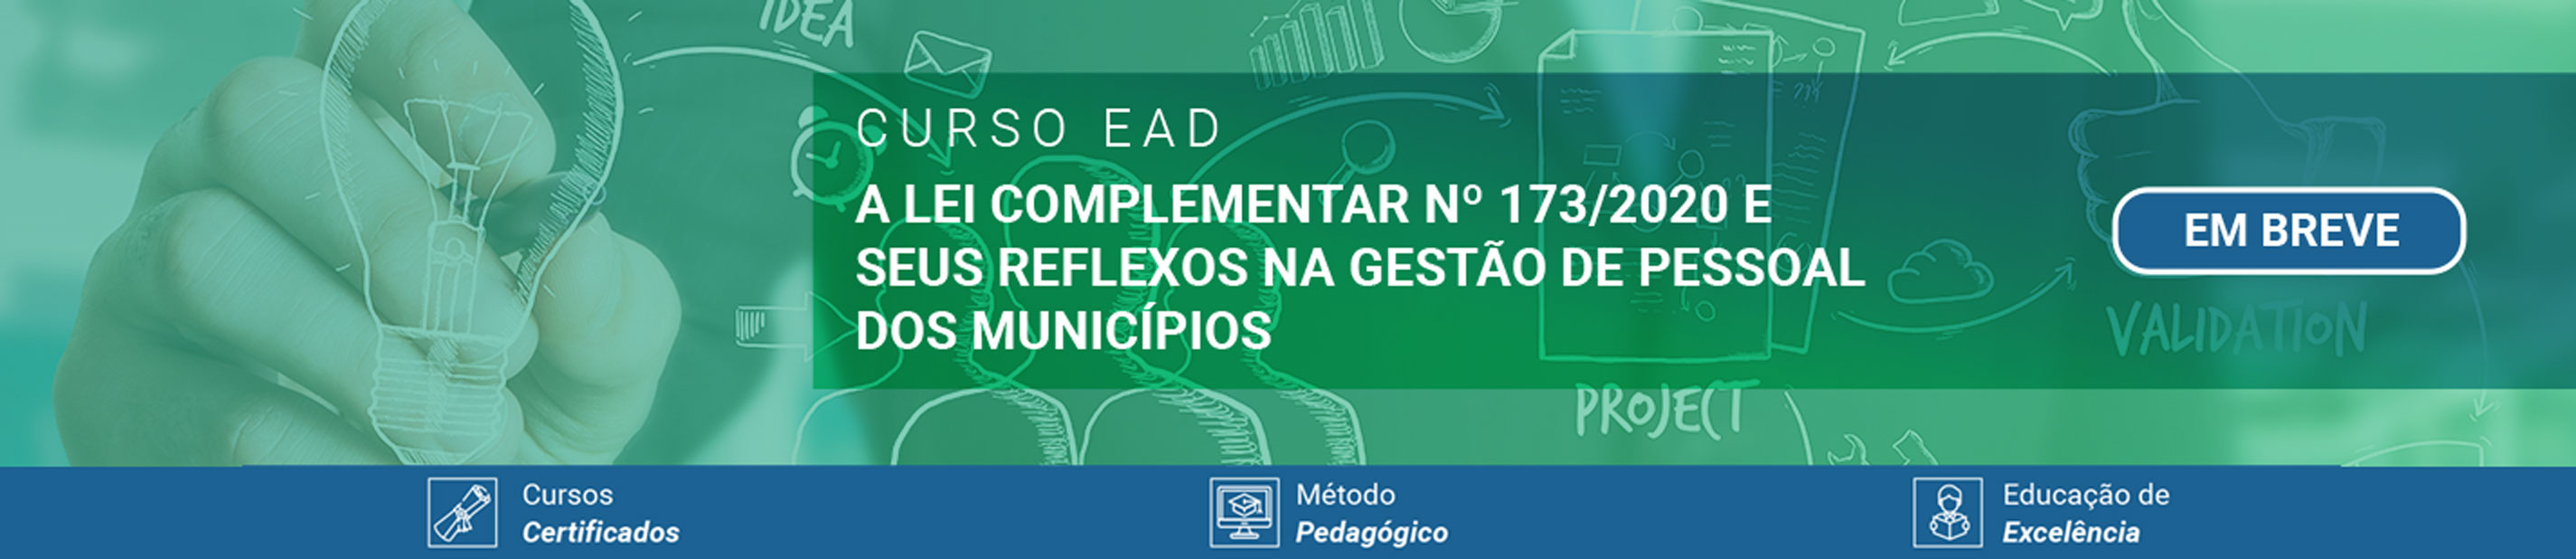 IDEA
CURSO EAD
A LEI COMPLEMENTAR Nº 173/2020 E
SEUS REFLEXOS NA GESTÃO DE PESSOAL
DOS MUNICÍPIOS
EM BREVE
VALIDATION
PROJECT
Cursos
Certificados
Método
Pedagógico
Educação de
Excelência